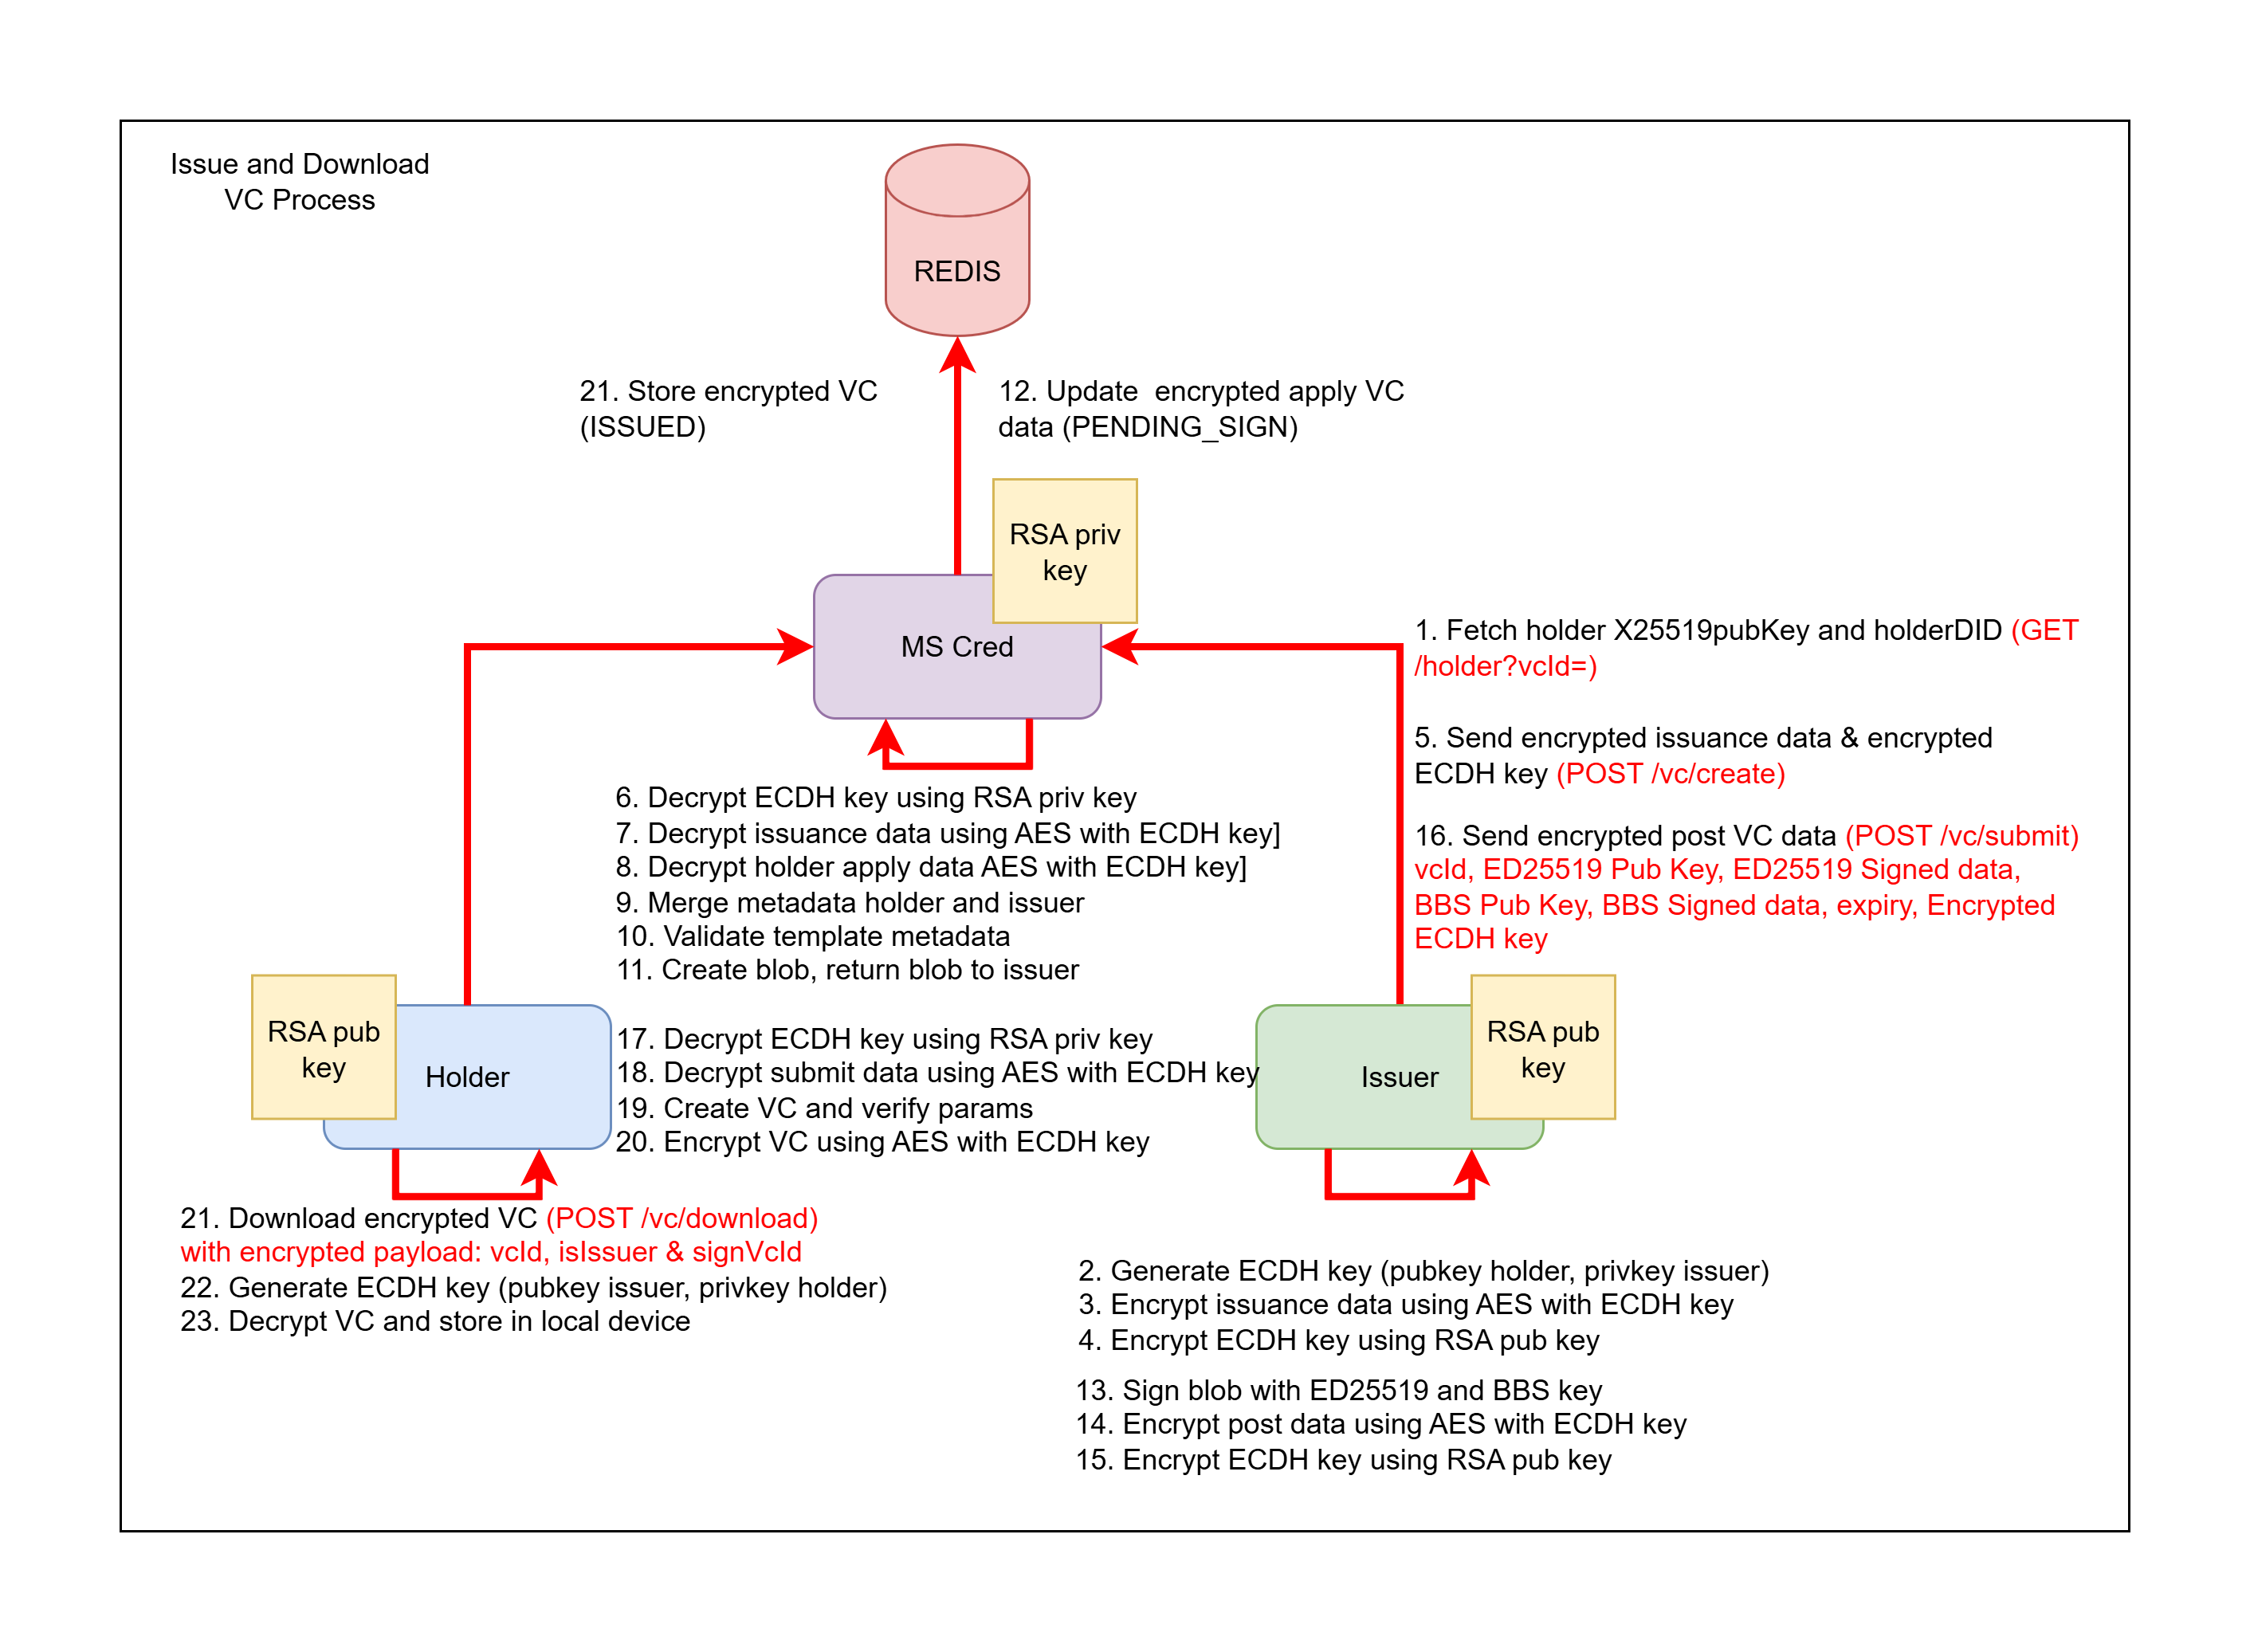 Issue and Download
VC Process
REDIS
21. Store encrypted VC
(ISSUED)
12. Update  encrypted apply VC
data (PENDING_SIGN)
RSA priv
key
MS Cred
1. Fetch holder X25519pubKey and holderDID (GET
/holder?vcId=)
5. Send encrypted issuance data & encrypted
ECDH key (POST /vc/create)
16. Send encrypted post VC data (POST /vc/submit)
vcId, ED25519 Pub Key, ED25519 Signed data,
BBS Pub Key, BBS Signed data, expiry, Encrypted
ECDH key
6. Decrypt ECDH key using RSA priv key
7. Decrypt issuance data using AES with ECDH key]
8. Decrypt holder apply data AES with ECDH key]
9. Merge metadata holder and issuer
10. Validate template metadata
11. Create blob, return blob to issuer
17. Decrypt ECDH key using RSA priv key
18. Decrypt submit data using AES with ECDH key
19. Create VC and verify params
20. Encrypt VC using AES with ECDH key
RSA pub
key
Holder
Issuer
RSA pub
key
21. Download encrypted VC (POST /vc/download)
with encrypted payload: vcId, isIssuer & signVcId
22. Generate ECDH key (pubkey issuer, privkey holder)
23. Decrypt VC and store in local device
2. Generate ECDH key (pubkey holder, privkey issuer)
3. Encrypt issuance data using AES with ECDH key
4. Encrypt ECDH key using RSA pub key
13. Sign blob with ED25519 and BBS key
14. Encrypt post data using AES with ECDH key
15. Encrypt ECDH key using RSA pub key